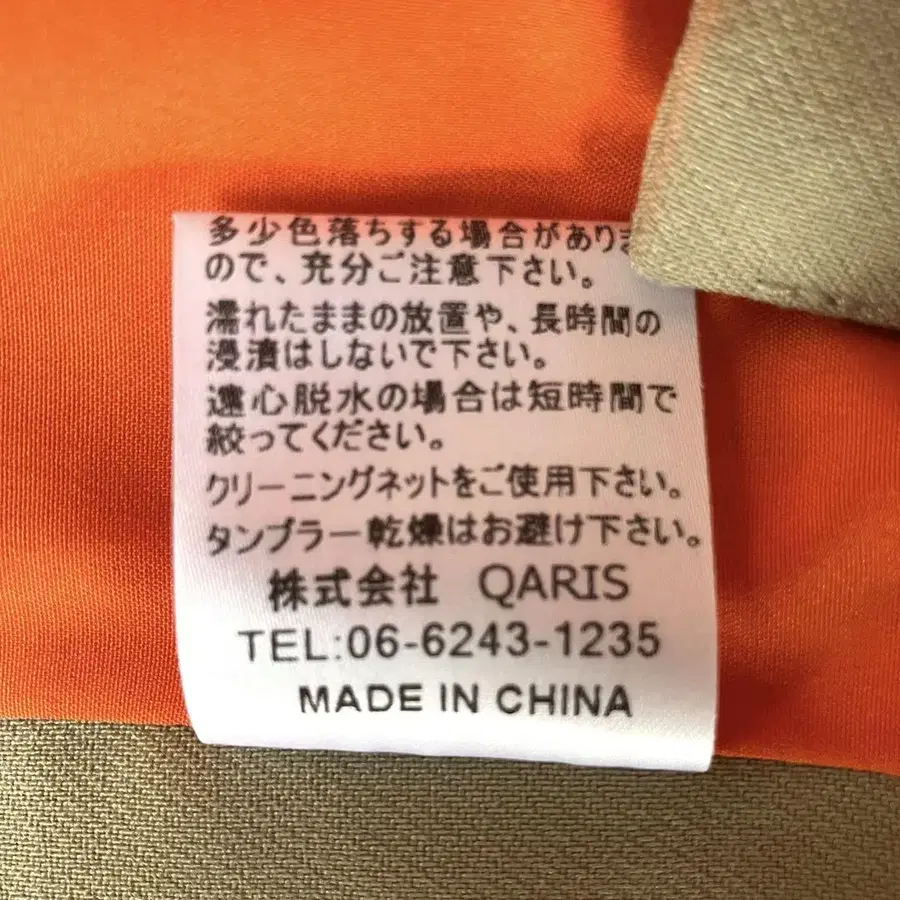 多少色落ちする場合がありま
ので、充分ご注意下さい。
濡れたままの放置や、長時間の
浸漬はしないで下さい。
遠心脱水の場合は短時間で
絞ってください。
クリーニングネットをご使用下さい。
タンブラー乾燥はお避け下さい。
株式会社 QARIS
TEL:06-6243-1235
MADE IN CHINA